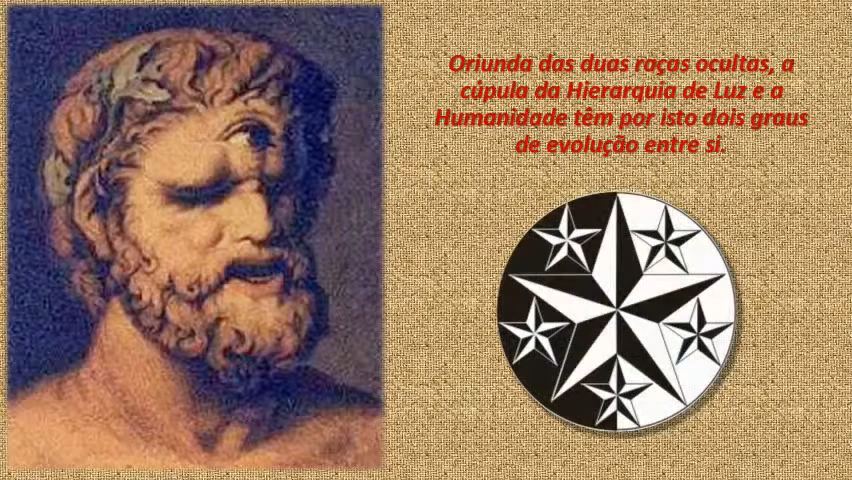 Oriunda das duas raças ocultas, a
cúpula da Hierarquia de Luz e a
Humanidade têm por isto dois graus
de evolução entre si.